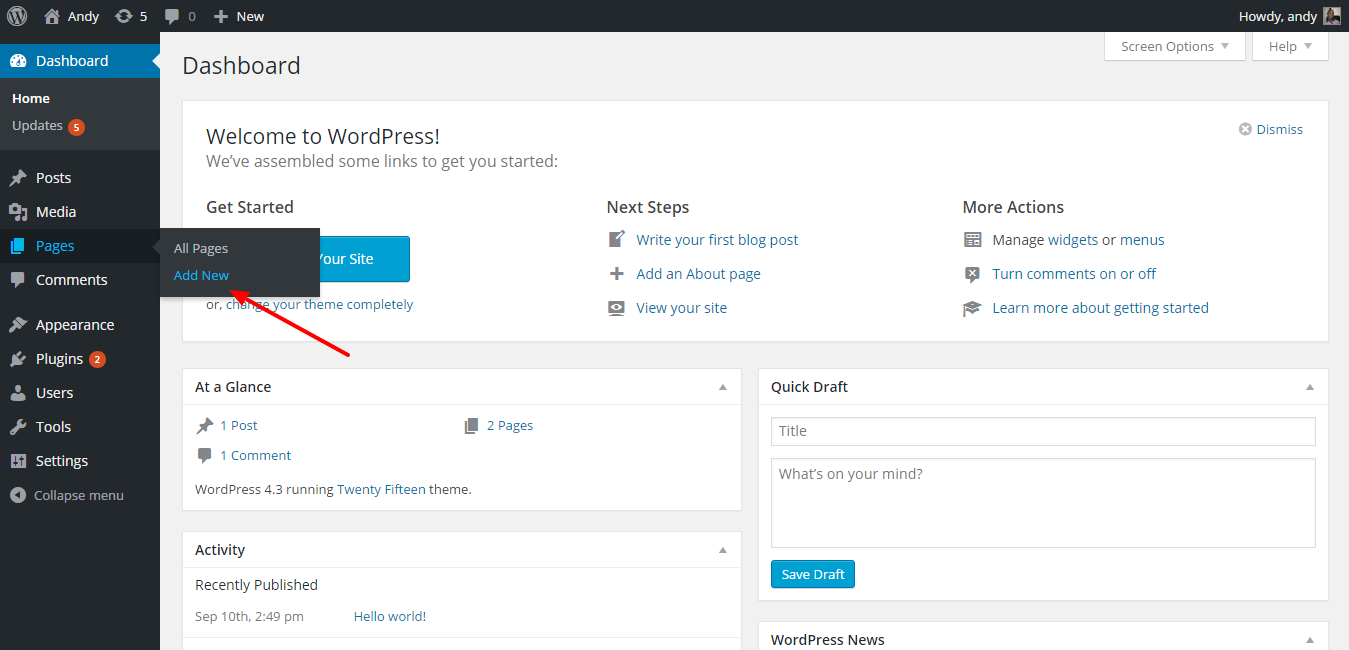 Andy 5 0 New Howdy, andy
Dashboard
Home
Updates 5
Posts
Media
Pages
Comments
Appearance
Plugins 2
Users
Tools
Settings
Collapse menu
All Pages
Add New
Screen Options Help
Dashboard
Welcome to WordPress!
We've assembled some links to get you started:
Dismiss
Get Started
Your Site
or, change your theme completely
Next Steps
Write your first blog post
Add an About page
View your site
More Actions
Manage widgets or menus
Turn comments on or off
Learn more about getting started
At a Glance
1 Post 2 Pages
1 Comment
WordPress 4.3 running Twenty Fifteen theme.
Activity
Recently Published
Sep 10th, 2:49 pm Hello world!
Quick Draft
Title
What's on your mind?
Save Draft
WordPress News